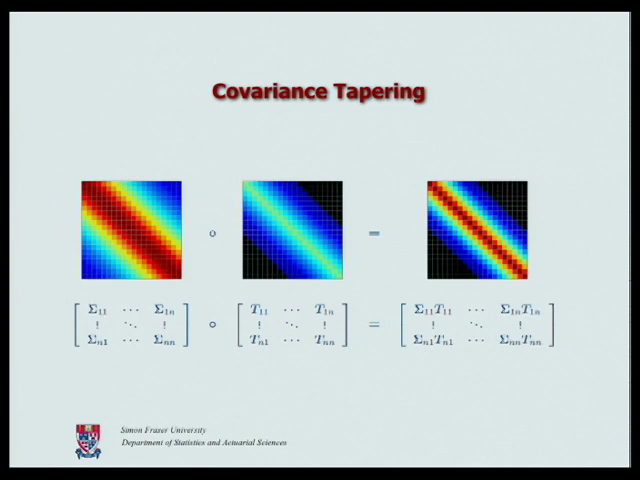 Covariance Tapering
∘ =
[ Σ11 ⋯ Σ1n ⋮ ⋱ ⋮ Σn1 ⋯ Σnn ] ∘ [ T11 ⋯ T1n ⋮ ⋱ ⋮ Tn1 ⋯ Tnn ] = [ Σ11T11 ⋯ Σ1nT1n ⋮ ⋱ ⋮ Σn1Tn1 ⋯ ΣnnTnn ]
Simon Fraser University
Department of Statistics and Actuarial Sciences